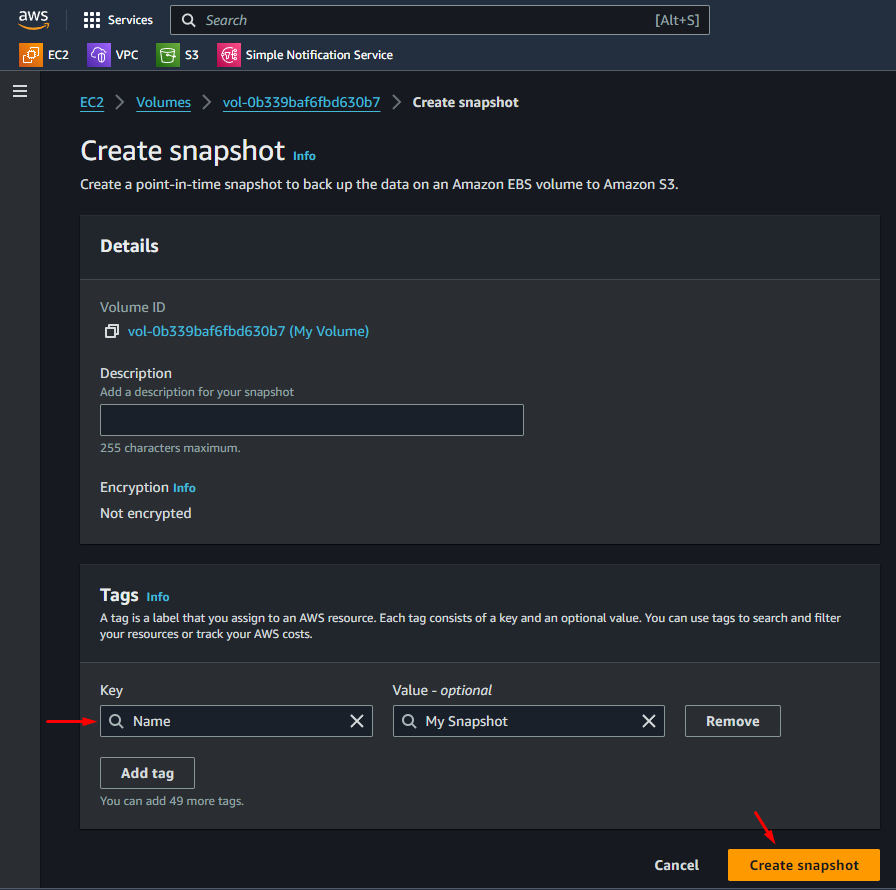 aws Services Search [Alt+S]
EC2 VPC S3 Simple Notification Service
EC2 Volumes vol-0b339baf6fbd630b7 Create snapshot
Create snapshot Info
Create a point-in-time snapshot to back up the data on an Amazon EBS volume to Amazon S3.
Details
Volume ID
vol-0b339baf6fbd630b7 (My Volume)
Description
Add a description for your snapshot
255 characters maximum.
Encryption Info
Not encrypted
Tags Info
A tag is a label that you assign to an AWS resource. Each tag consists of a key and an optional value. You can use tags to search and filter
your resources or track your AWS costs.
Key Value - optional
Name My Snapshot Remove
Add tag
You can add 49 more tags.
Cancel Create snapshot